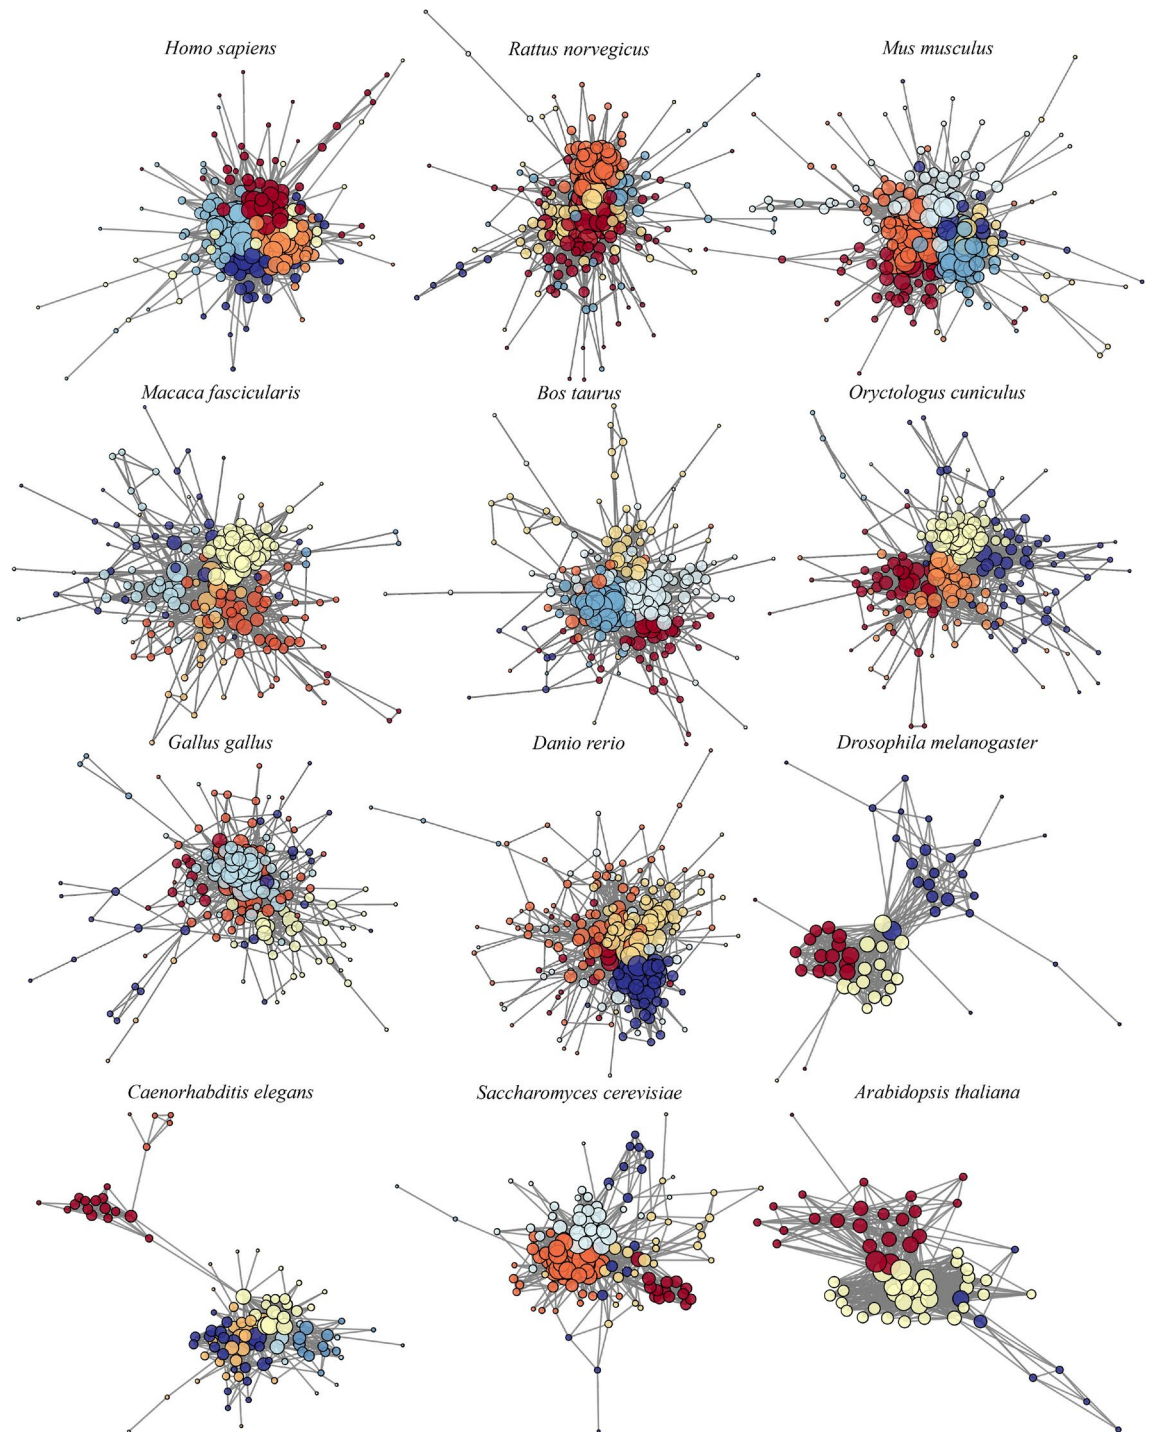 Homo sapiens
Rattus norvegicus
Mus musculus
Macaca fascicularis
Bos taurus
Oryctologus cuniculus
Gallus gallus
Danio rerio
Drosophila melanogaster
Caenorhabditis elegans
Saccharomyces cerevisiae
Arabidopsis thaliana